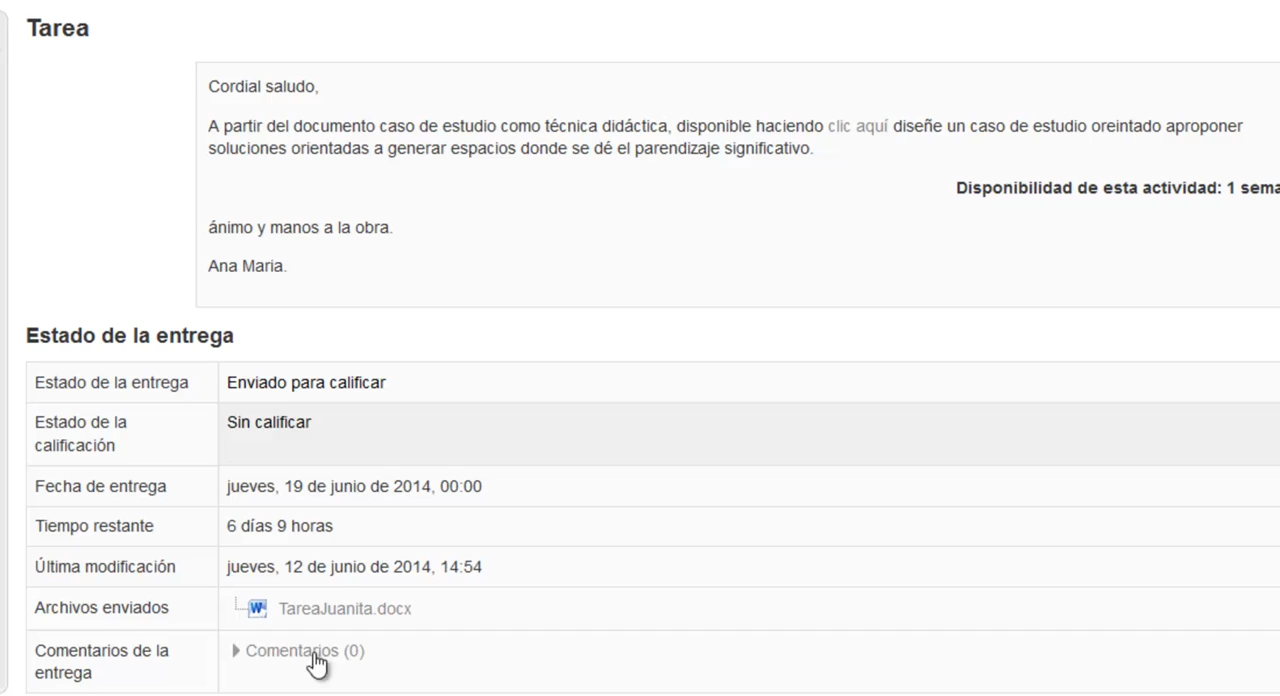 Tarea
Cordial saludo,
A partir del documento caso de estudio como técnica didáctica, disponible haciendo clic aquí diseñe un caso de estudio oreintado aproponer
soluciones orientadas a generar espacios donde se dé el parendizaje significativo.
Disponibilidad de esta actividad: 1
ánimo y manos a la obra.
Ana Maria.
Estado de la entrega
Estado de la entrega Enviado para calificar
Estado de la Sin calificar
calificación
Fecha de entrega jueves, 19 de junio de 2014, 00:00
Tiempo restante 6 días 9 horas
Última modificación jueves, 12 de junio de 2014, 14:54
Archivos enviados TareaJuanita.docx
Comentarios de la Comentarios (0)
entrega